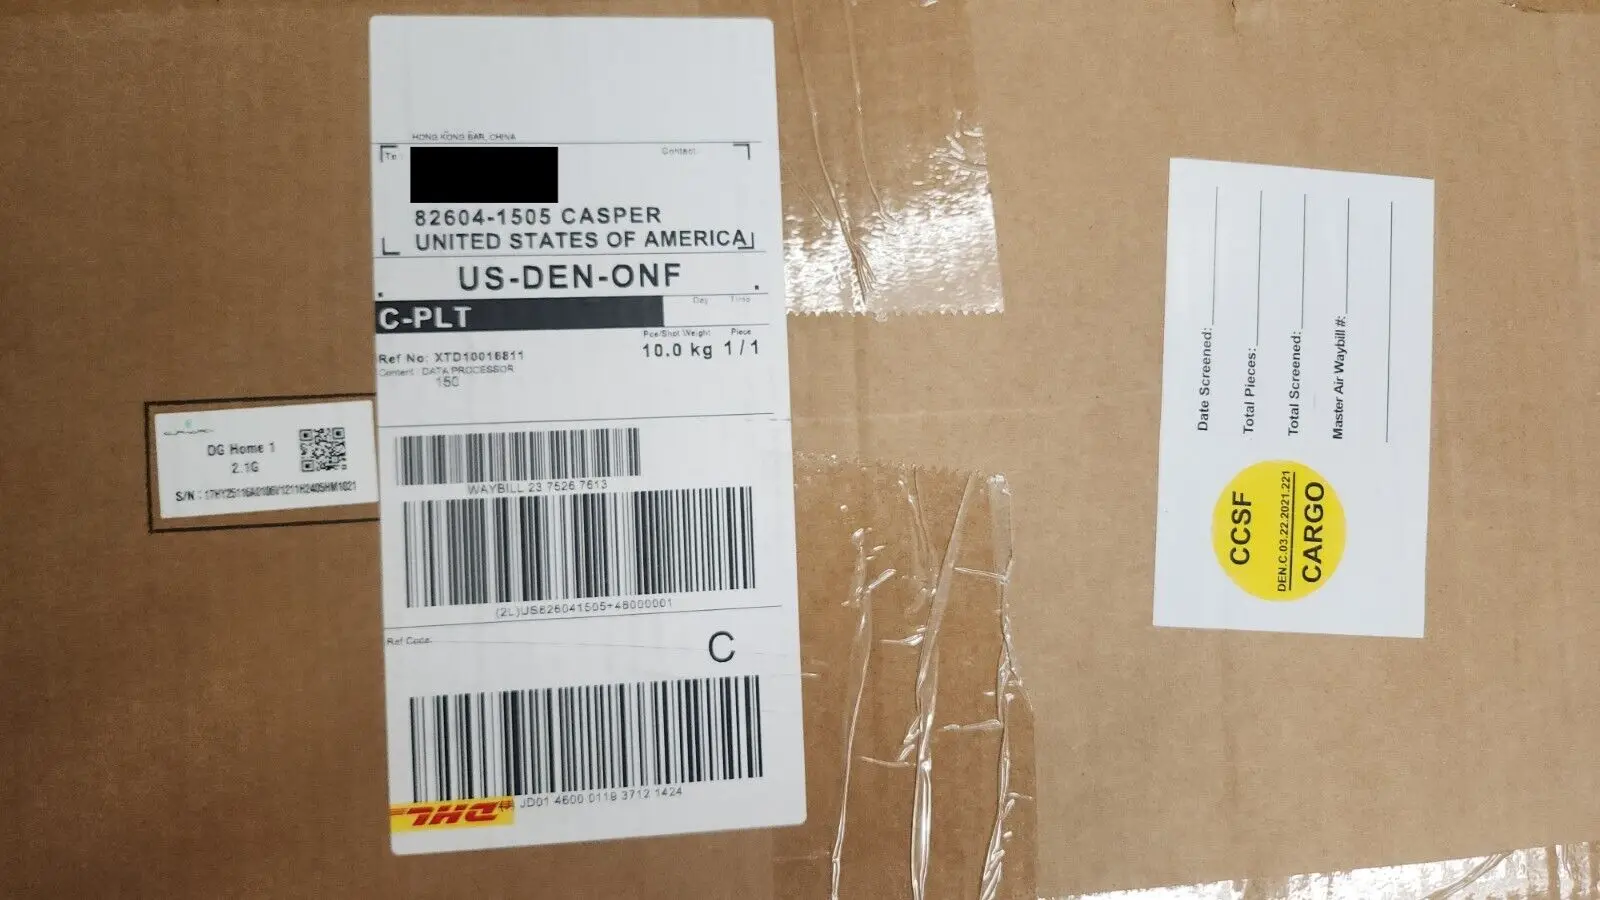 HONG KONG SAR, CHINA
To :
Contact:
82604-1505 CASPER
UNITED STATES OF AMERICA
US-DEN-ONF
Day Time
C-PLT
Pce/Shpt Weight Piece
Ref No: XTD10016811
10.0 kg 1/1
Content : DATA PROCESSOR
150
WAYBILL 23 7526 7613
(2L)US826041505+48000001
Ref Code:
C
JD01 4600 0118 3712 1424
DHL
DG Home 1
2.1G
S/N : 17HYZ5116A0106V1211H2405HM1021
Date Screened:
Total Pieces:
Total Screened:
Master Air Waybill #:
CCSF
DEN.C.03.22.2021.221
CARGO